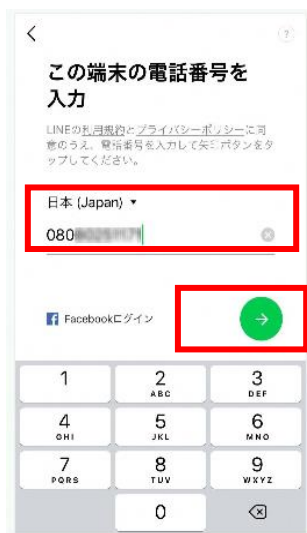 この端末の電話番号を
入力
LINEの利用規約とプライバシーポリシーに同
意のうえ、電話番号を入力して矢印ボタンをタ
ップしてください。
日本 (Japan) ▼
080
Facebookログイン
1 2 3
ABC DEF
4 5 6
GHI JKL MNO
7 8 9
PQRS TUV WXYZ
0